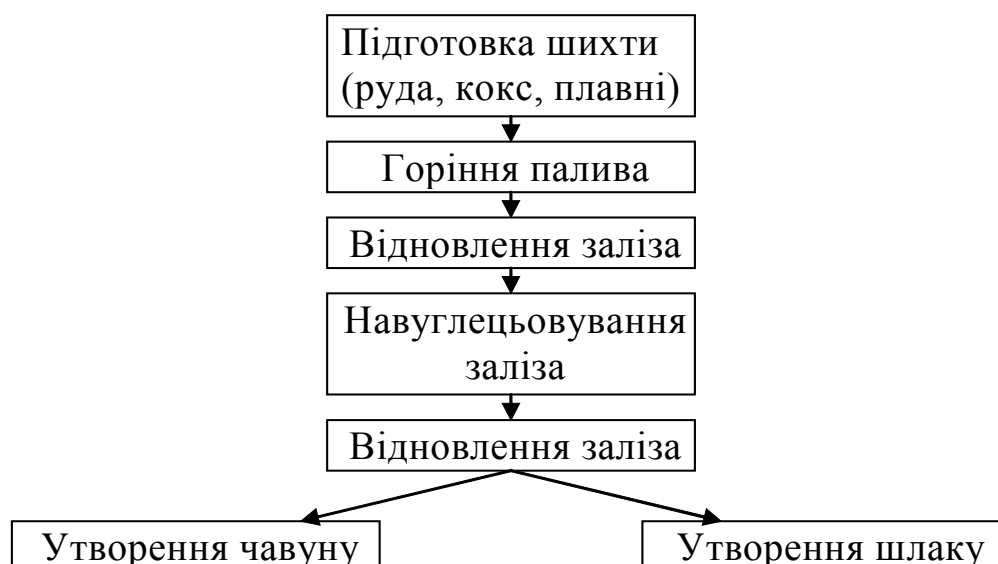 Підготовка шихти
(руда, кокс, плавні)
Горіння палива
Відновлення заліза
Навуглецьовування
заліза
Відновлення заліза
Утворення чавуну
Утворення шлаку